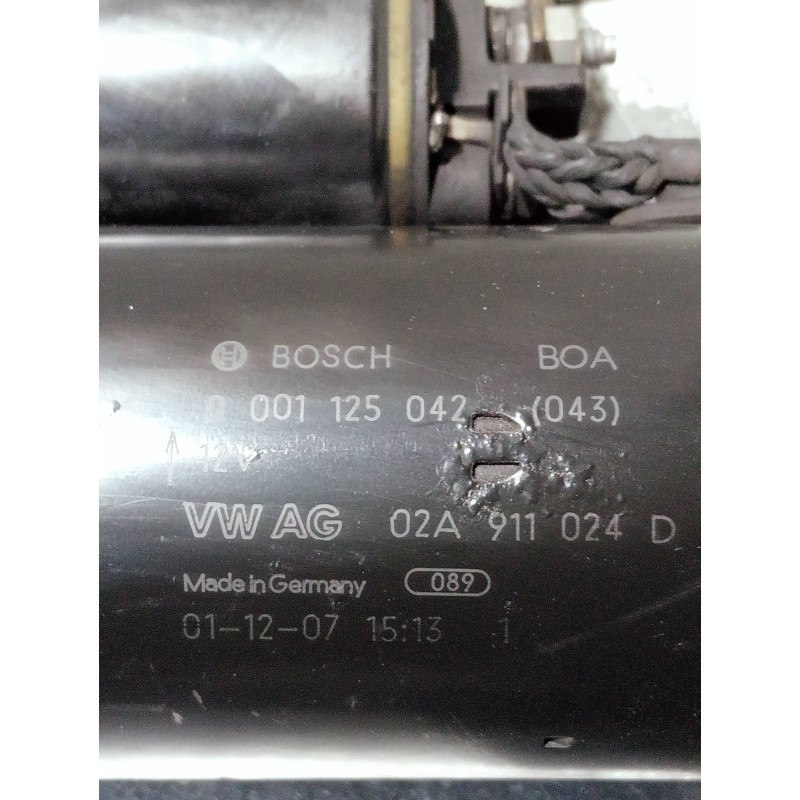 BOSCH BOA
0 001 125 042 (043)
12V
VW AG 02A 911 024 D
Made in Germany 089
01-12-07 15:13 1